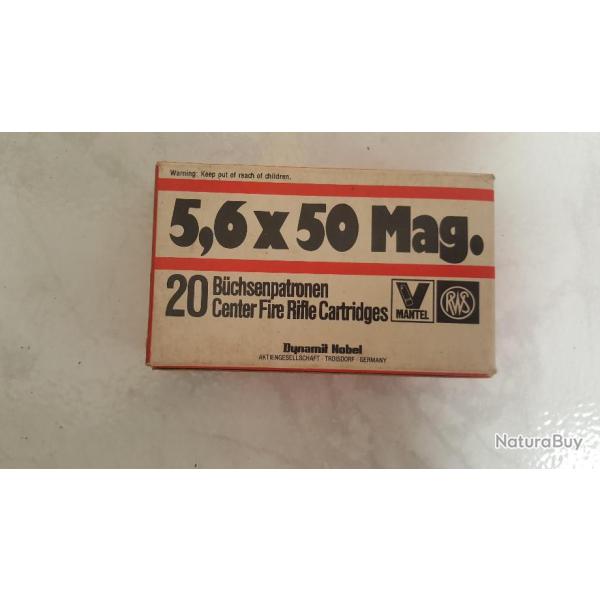 Warning: Keep out of reach of children.
5,6 x 50 Mag.
20 Büchsenpatronen
Center Fire Rifle Cartridges
V
MANTEL
RWS
Dynamit Nobel
AKTIENGESELLSCHAFT · TROISDORF · GERMANY
NaturaBuy